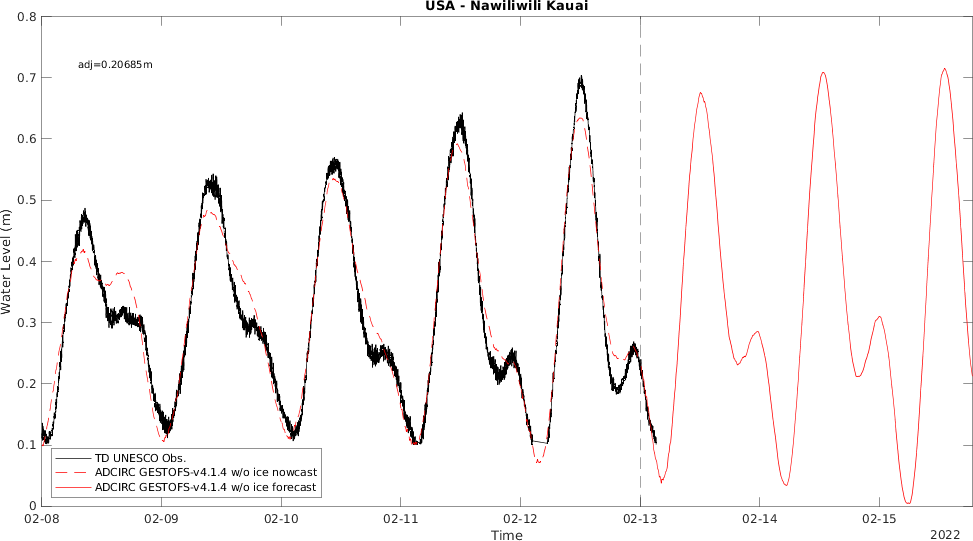 USA - Nawiliwili Kauai
0.8
0.7
0.6
0.5
0.4
0.3
0.2
0.1
0
Water Level (m)
adj=0.20685m
TD UNESCO Obs.
ADCIRC GESTOFS-v4.1.4 w/o ice nowcast
ADCIRC GESTOFS-v4.1.4 w/o ice forecast
02-08 02-09 02-10 02-11 02-12 02-13 02-14 02-15
Time
2022